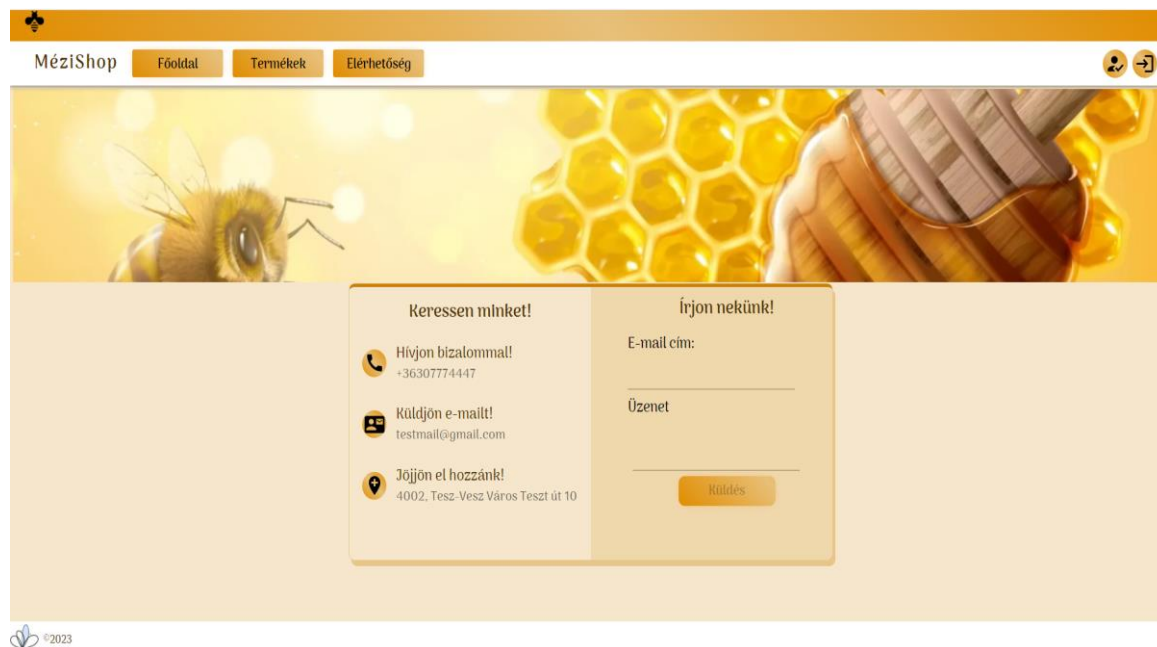 MéziShop
Főoldal
Termékek
Elérhetőség
Keressen minket!
Hívjon bizalommal!
+36307774447
Küldjön e-mailt!
testmail@gmail.com
Jöjjön el hozzánk!
4002, Tesz-Vesz Város Teszt út 10
Írjon nekünk!
E-mail cím:
Üzenet
Küldés
©2023